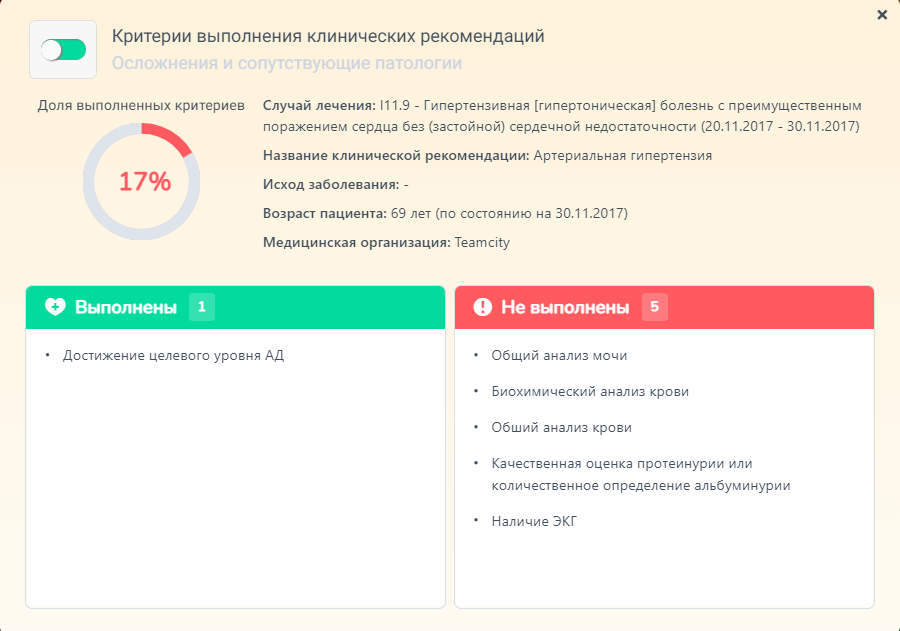 Критерии выполнения клинических рекомендаций
Осложнения и сопутствующие патологии
Доля выполненных критериев
17%
Случай лечения: I11.9 - Гипертензивная [гипертоническая] болезнь с преимущественным
поражением сердца без (застойной) сердечной недостаточности (20.11.2017 - 30.11.2017)
Название клинической рекомендации: Артериальная гипертензия
Исход заболевания: -
Возраст пациента: 69 лет (по состоянию на 30.11.2017)
Медицинская организация: Teamcity
Выполнены 1
• Достижение целевого уровня АД
Не выполнены 5
• Общий анализ мочи
• Биохимический анализ крови
• Обший анализ крови
• Качественная оценка протеинурии или
количественное определение альбуминурии
• Наличие ЭКГ